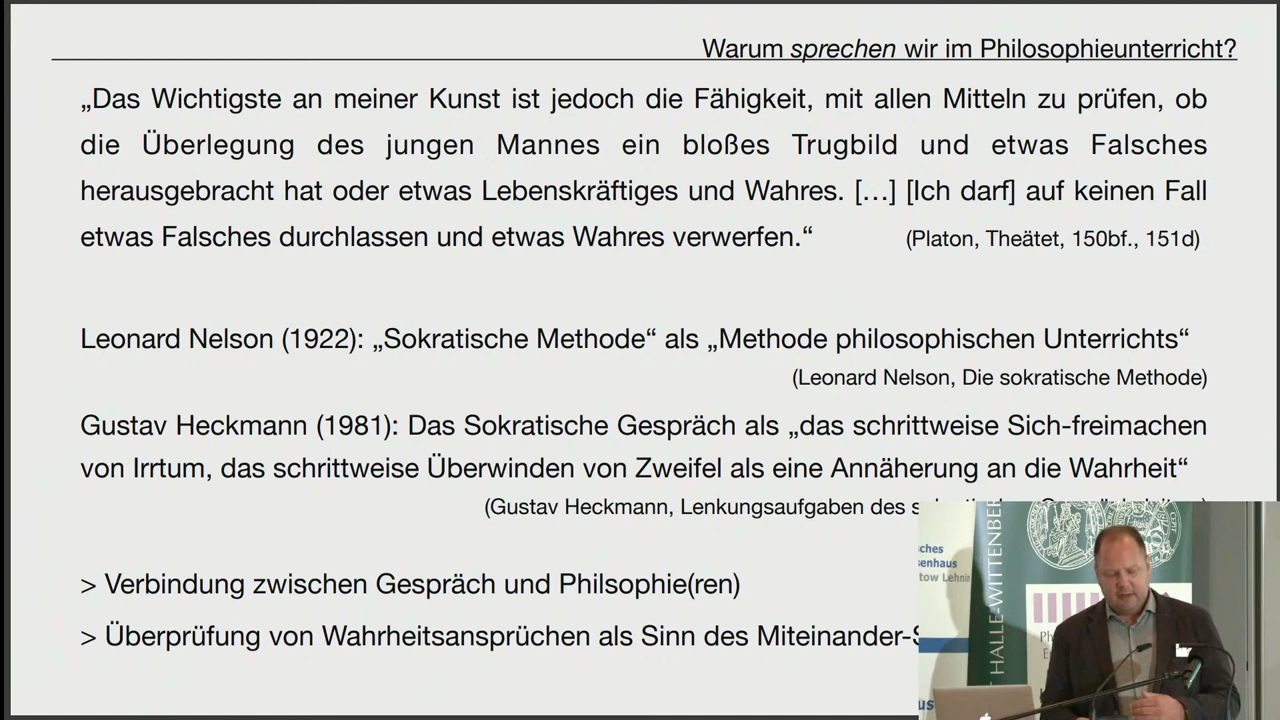 Warum sprechen wir im Philosophieunterricht?
„Das Wichtigste an meiner Kunst ist jedoch die Fähigkeit, mit allen Mitteln zu prüfen, ob
die Überlegung des jungen Mannes ein bloßes Trugbild und etwas Falsches
herausgebracht hat oder etwas Lebenskräftiges und Wahres. […] [Ich darf] auf keinen Fall
etwas Falsches durchlassen und etwas Wahres verwerfen.“
(Platon, Theätet, 150bf., 151d)
Leonard Nelson (1922): „Sokratische Methode“ als „Methode philosophischen Unterrichts“
(Leonard Nelson, Die sokratische Methode)
Gustav Heckmann (1981): Das Sokratische Gespräch als „das schrittweise Sich-freimachen
von Irrtum, das schrittweise Überwinden von Zweifel als eine Annäherung an die Wahrheit“
(Gustav Heckmann, Lenkungsaufgaben des
> Verbindung zwischen Gespräch und Philsophie(ren)
> Überprüfung von Wahrheitsansprüchen als Sinn des Miteinander-
HALLE-WITTENBER